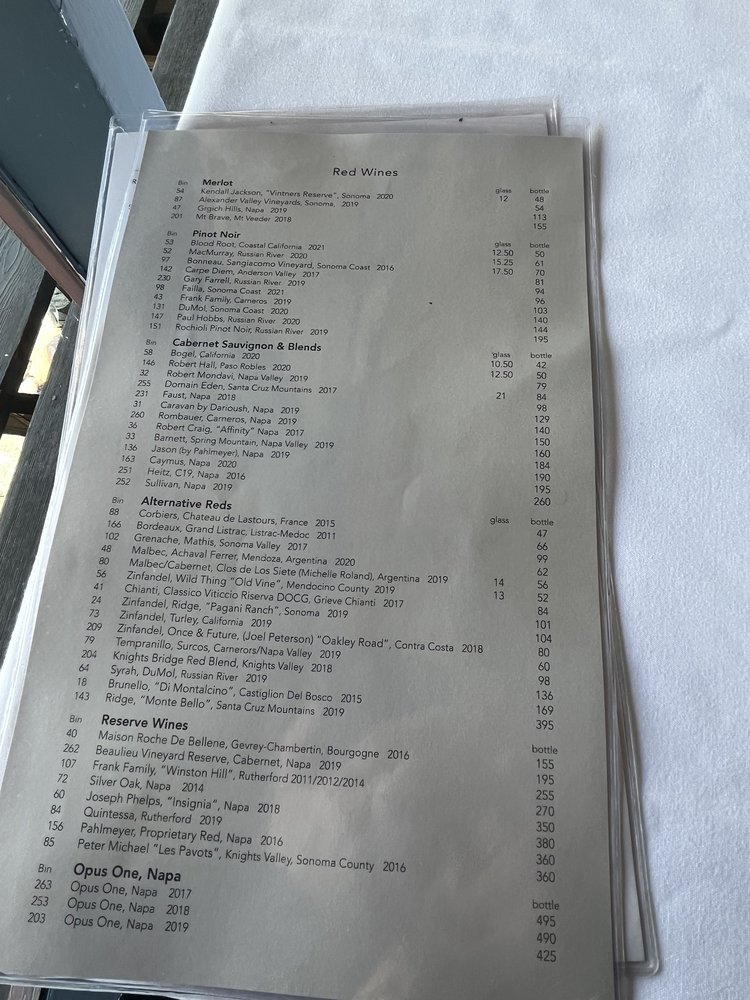 Red Wines
Bin Merlot glass bottle
54 Kendall Jackson, "Vintners Reserve", Sonoma 2020 12 48
87 Alexander Valley Vineyards, Sonoma, 2019 54
47 Grgich Hills, Napa 2019 113
201 Mt Brave, Mt Veeder 2018 155
Bin Pinot Noir glass bottle
53 Blood Root, Coastal California 2021 12.50 50
52 MacMurray, Russian River 2020 15.25 61
97 Bonneau, Sangiacomo Vineyard, Sonoma Coast 2016 17.50 70
142 Carpe Diem, Anderson Valley 2017 81
230 Gary Farrell, Russian River 2019 94
98 Failla, Sonoma Coast 2021 96
43 Frank Family, Carneros 2019 103
131 DuMol, Sonoma Coast 2020 140
147 Paul Hobbs, Russian River 2020 144
151 Rochioli Pinot Noir, Russian River 2019 195
Bin Cabernet Sauvignon & Blends glass bottle
58 Bogel, California 2020 10.50 42
146 Robert Hall, Paso Robles 2020 12.50 50
32 Robert Mondavi, Napa Valley 2019 79
255 Domain Eden, Santa Cruz Mountains 2017 21 84
231 Faust, Napa 2018 98
31 Caravan by Darioush, Napa 2019 129
260 Rombauer, Carneros, Napa 2019 140
36 Robert Craig, "Affinity" Napa 2017 150
33 Barnett, Spring Mountain, Napa Valley 2019 160
136 Jason (by Pahlmeyer), Napa 2019 184
163 Caymus, Napa 2020 190
251 Heitz, C19, Napa 2016 195
252 Sullivan, Napa 2019 260
Bin Alternative Reds glass bottle
88 Corbiers, Chateau de Lastours, France 2015 47
166 Bordeaux, Grand Listrac, Listrac-Medoc 2011 66
102 Grenache, Mathis, Sonoma Valley 2017 99
48 Malbec, Achaval Ferrer, Mendoza, Argentina 2020 62
80 Malbec/Cabernet, Clos de Los Siete (Michelle Roland), Argentina 2019 14 56
56 Zinfandel, Wild Thing "Old Vine", Mendocino County 2019 13 52
41 Chianti, Classico Viticcio Riserva DOCG, Grieve Chianti 2017 84
24 Zinfandel, Ridge, "Pagani Ranch", Sonoma 2019 101
73 Zinfandel, Turley, California 2019 104
209 Zinfandel, Once & Future, (Joel Peterson) "Oakley Road", Contra Costa 2018 80
79 Tempranillo, Surcos, Carnerors/Napa Valley 2019 60
204 Knights Bridge Red Blend, Knights Valley 2018 98
64 Syrah, DuMol, Russian River 2019 136
18 Brunello, "Di Montalcino", Castiglion Del Bosco 2015 169
143 Ridge, "Monte Bello", Santa Cruz Mountains 2019 395
Bin Reserve Wines bottle
40 Maison Roche De Bellene, Gevrey-Chambertin, Bourgogne 2016 155
262 Beaulieu Vineyard Reserve, Cabernet, Napa 2019 195
107 Frank Family, "Winston Hill", Rutherford 2011/2012/2014 255
72 Silver Oak, Napa 2014 270
60 Joseph Phelps, "Insignia", Napa 2018 350
84 Quintessa, Rutherford 2019 380
156 Pahlmeyer, Proprietary Red, Napa 2016 360
85 Peter Michael "Les Pavots", Knights Valley, Sonoma County 2016 360
Bin Opus One, Napa bottle
263 Opus One, Napa 2017 495
253 Opus One, Napa 2018 490
203 Opus One, Napa 2019 425